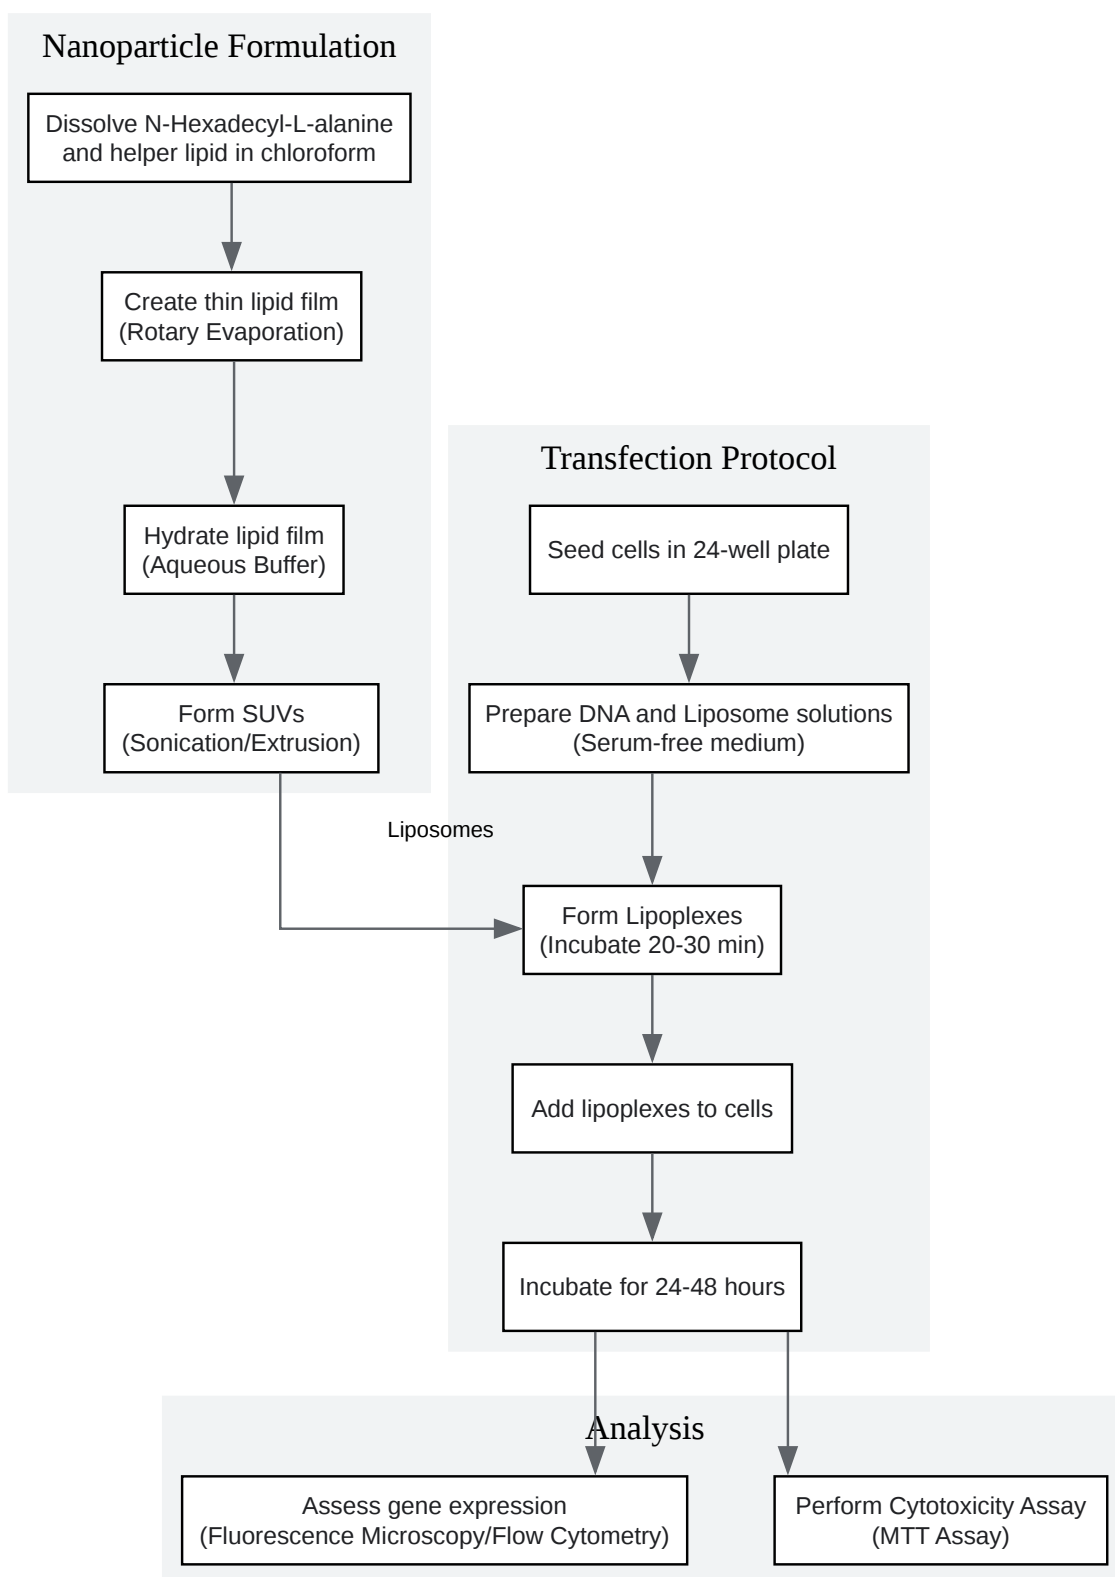 Nanoparticle Formulation
Dissolve N-Hexadecyl-L-alanine
and helper lipid in chloroform
Create thin lipid film
(Rotary Evaporation)
Hydrate lipid film
(Aqueous Buffer)
Form SUVs
(Sonication/Extrusion)
Liposomes
Transfection Protocol
Seed cells in 24-well plate
Prepare DNA and Liposome solutions
(Serum-free medium)
Form Lipoplexes
(Incubate 20-30 min)
Add lipoplexes to cells
Incubate for 24-48 hours
Analysis
Assess gene expression
(Fluorescence Microscopy/Flow Cytometry)
Perform Cytotoxicity Assay
(MTT Assay)